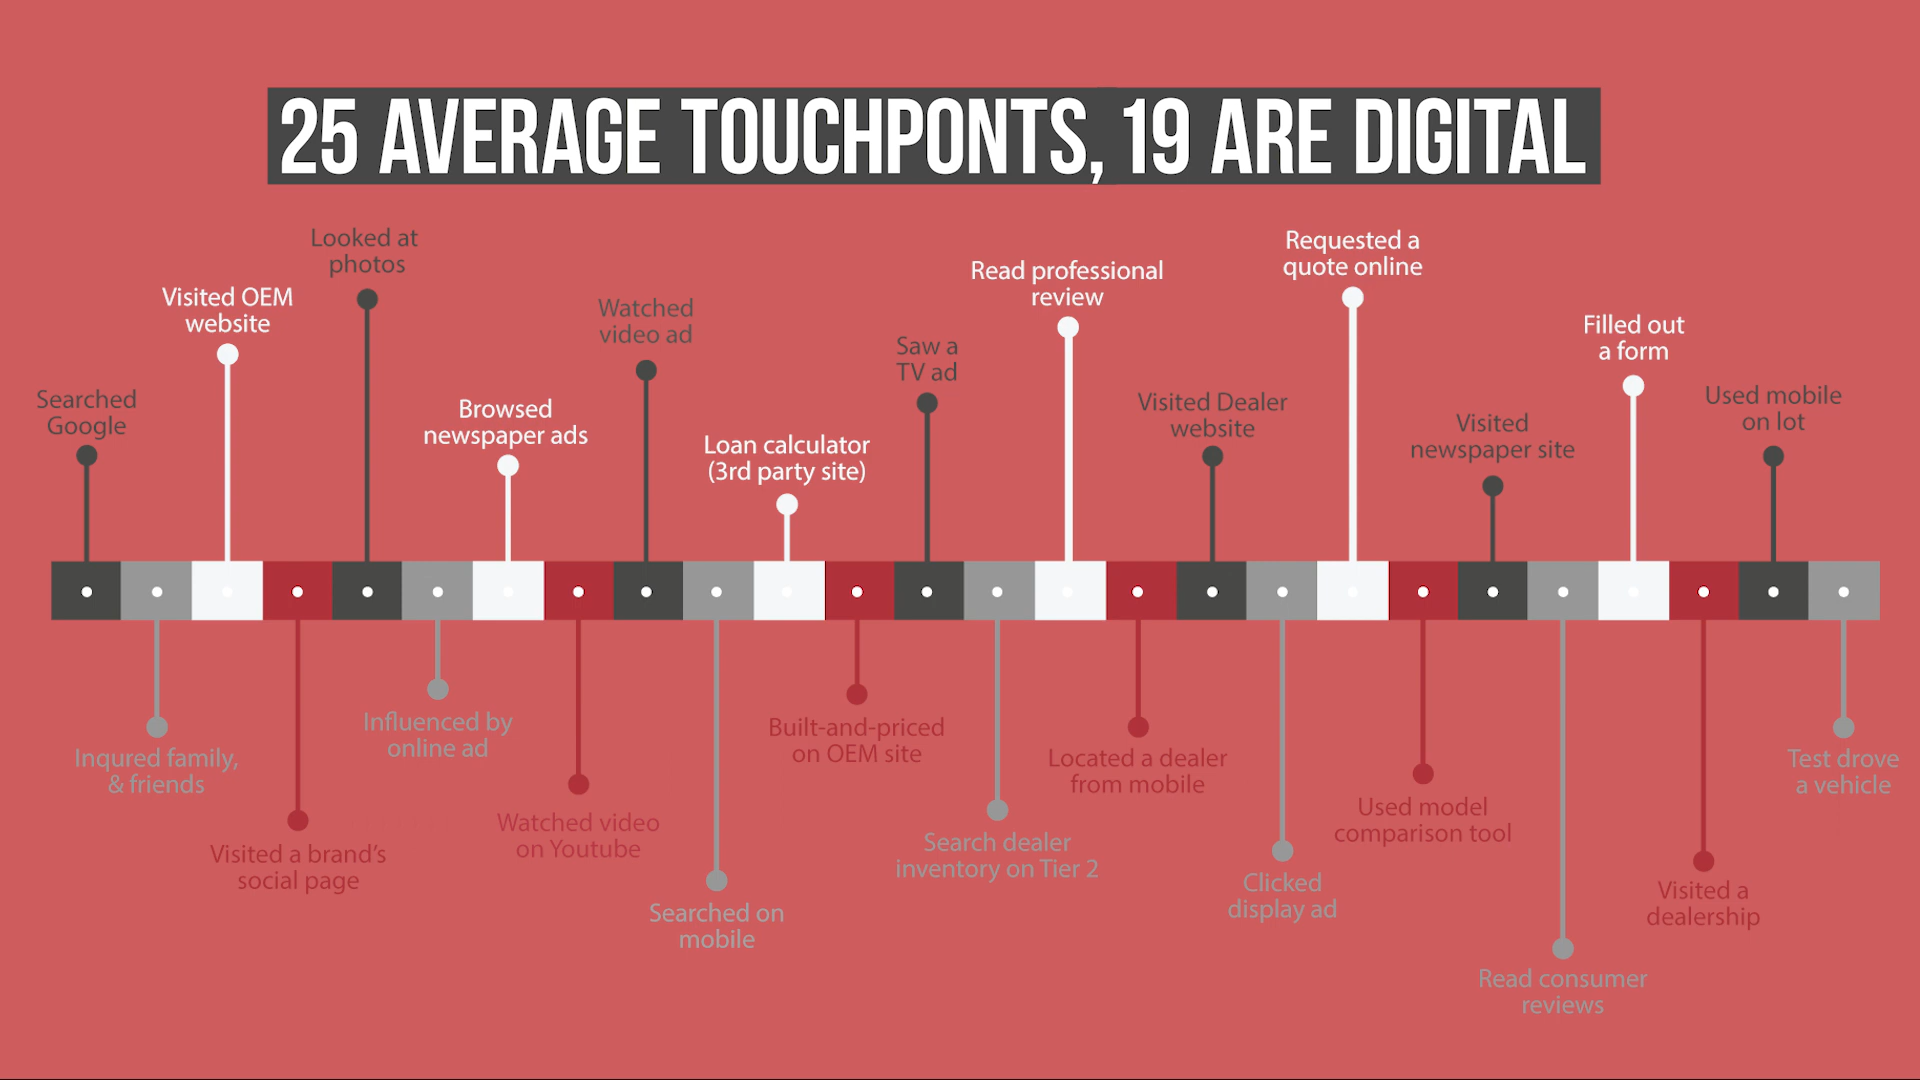 25 AVERAGE TOUCHPONTS, 19 ARE DIGITAL
Searched
Google
Inqured family,
& friends
Visited OEM
website
Visited a brand's
social page
Looked at
photos
Influenced by
online ad
Browsed
newspaper ads
Watched video
on Youtube
Watched
video ad
Searched on
mobile
Loan calculator
(3rd party site)
Built-and-priced
on OEM site
Saw a
TV ad
Search dealer
inventory on Tier 2
Read professional
review
Located a dealer
from mobile
Visited Dealer
website
Clicked
display ad
Requested a
quote online
Used model
comparison tool
Visited
newspaper site
Read consumer
reviews
Filled out
a form
Visited a
dealership
Used mobile
on lot
Test drove
a vehicle